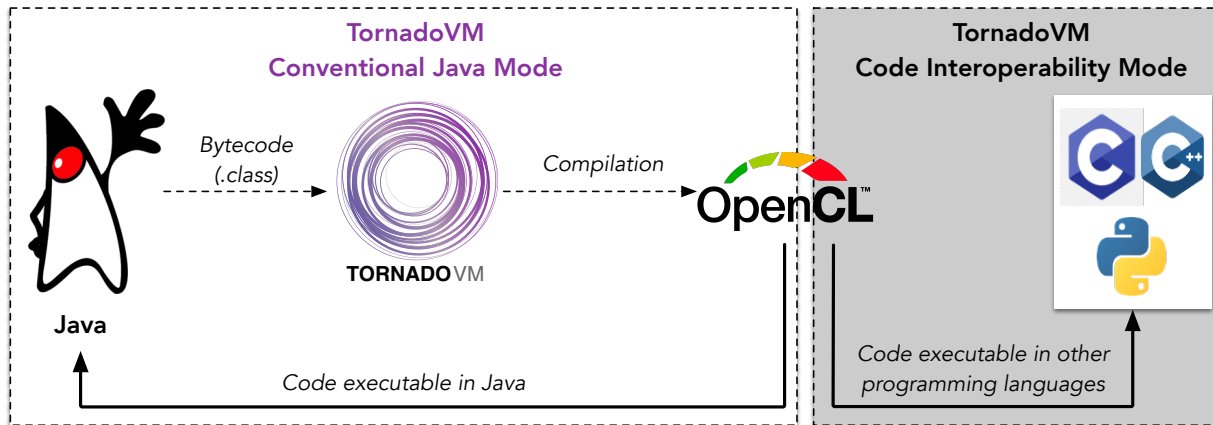 TornadoVM
Conventional Java Mode
TornadoVM
Code Interoperability Mode
Bytecode
(.class)
Compilation
C
C++
OpenCL™
TORNADOVM
Java
Code executable in Java
Code executable in other
programming languages